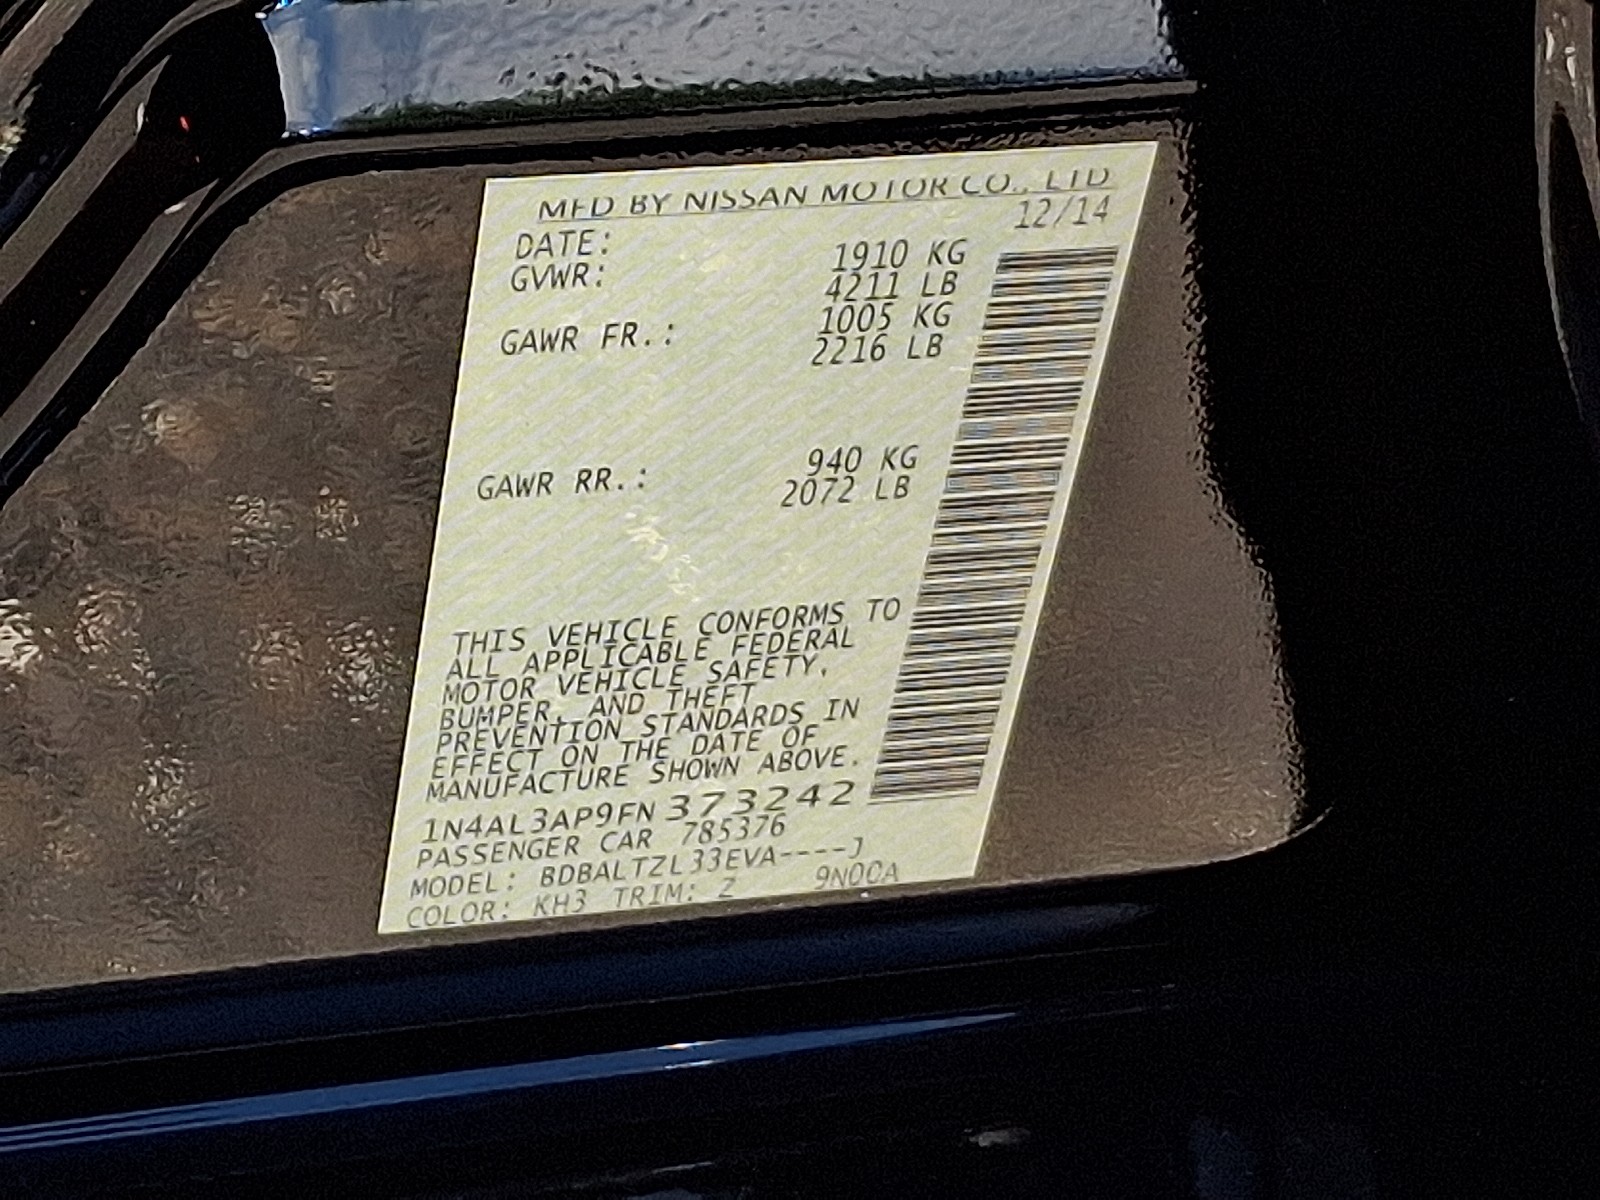 MFD BY NISSAN MOTOR CO., LTD
DATE: 12/14
GVWR: 1910 KG
4211 LB
GAWR FR.: 1005 KG
2216 LB
GAWR RR.: 940 KG
2072 LB
THIS VEHICLE CONFORMS TO
ALL APPLICABLE FEDERAL
MOTOR VEHICLE SAFETY,
BUMPER, AND THEFT
PREVENTION STANDARDS IN
EFFECT ON THE DATE OF
MANUFACTURE SHOWN ABOVE.
1N4AL3AP9FN373242
PASSENGER CAR 785376
MODEL: BDBALTZL33EVA----J
COLOR: KH3 TRIM: Z 9N00A